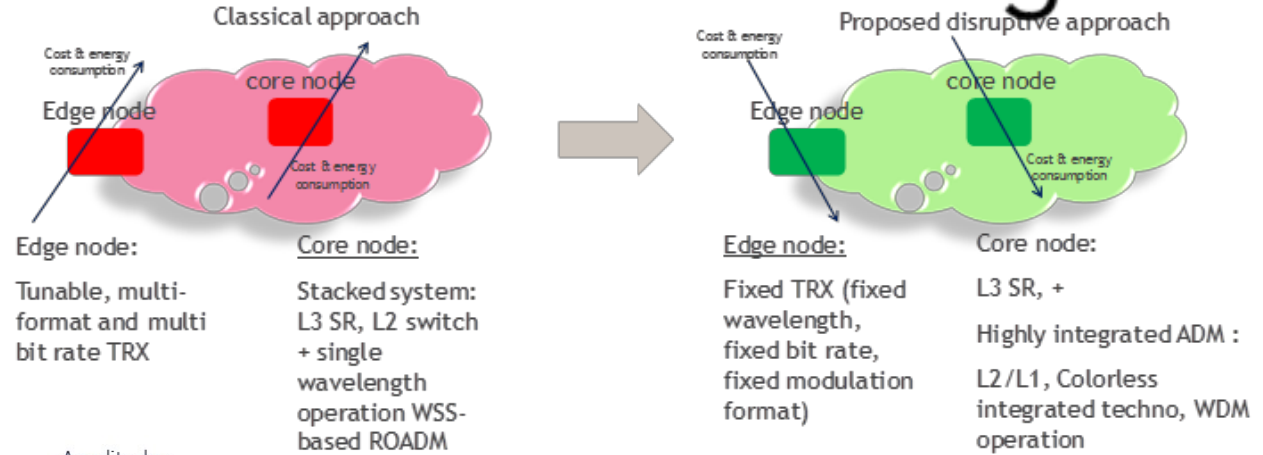 Classical approach
Cost & energy
consumption
core node
Edge node
Cost & energy
consumption
Edge node:
Tunable, multi-
format and multi
bit rate TRX
Core node:
Stacked system:
L3 SR, L2 switch
+ single
wavelength
operation WSS-
based ROADM
Proposed disruptive approach
Cost & energy
consumption
core node
Edge node
Cost & energy
consumption
Edge node:
Fixed TRX (fixed
wavelength,
fixed bit rate,
fixed modulation
format)
Core node:
L3 SR, +
Highly integrated ADM :
L2/L1, Colorless
integrated techno, WDM
operation